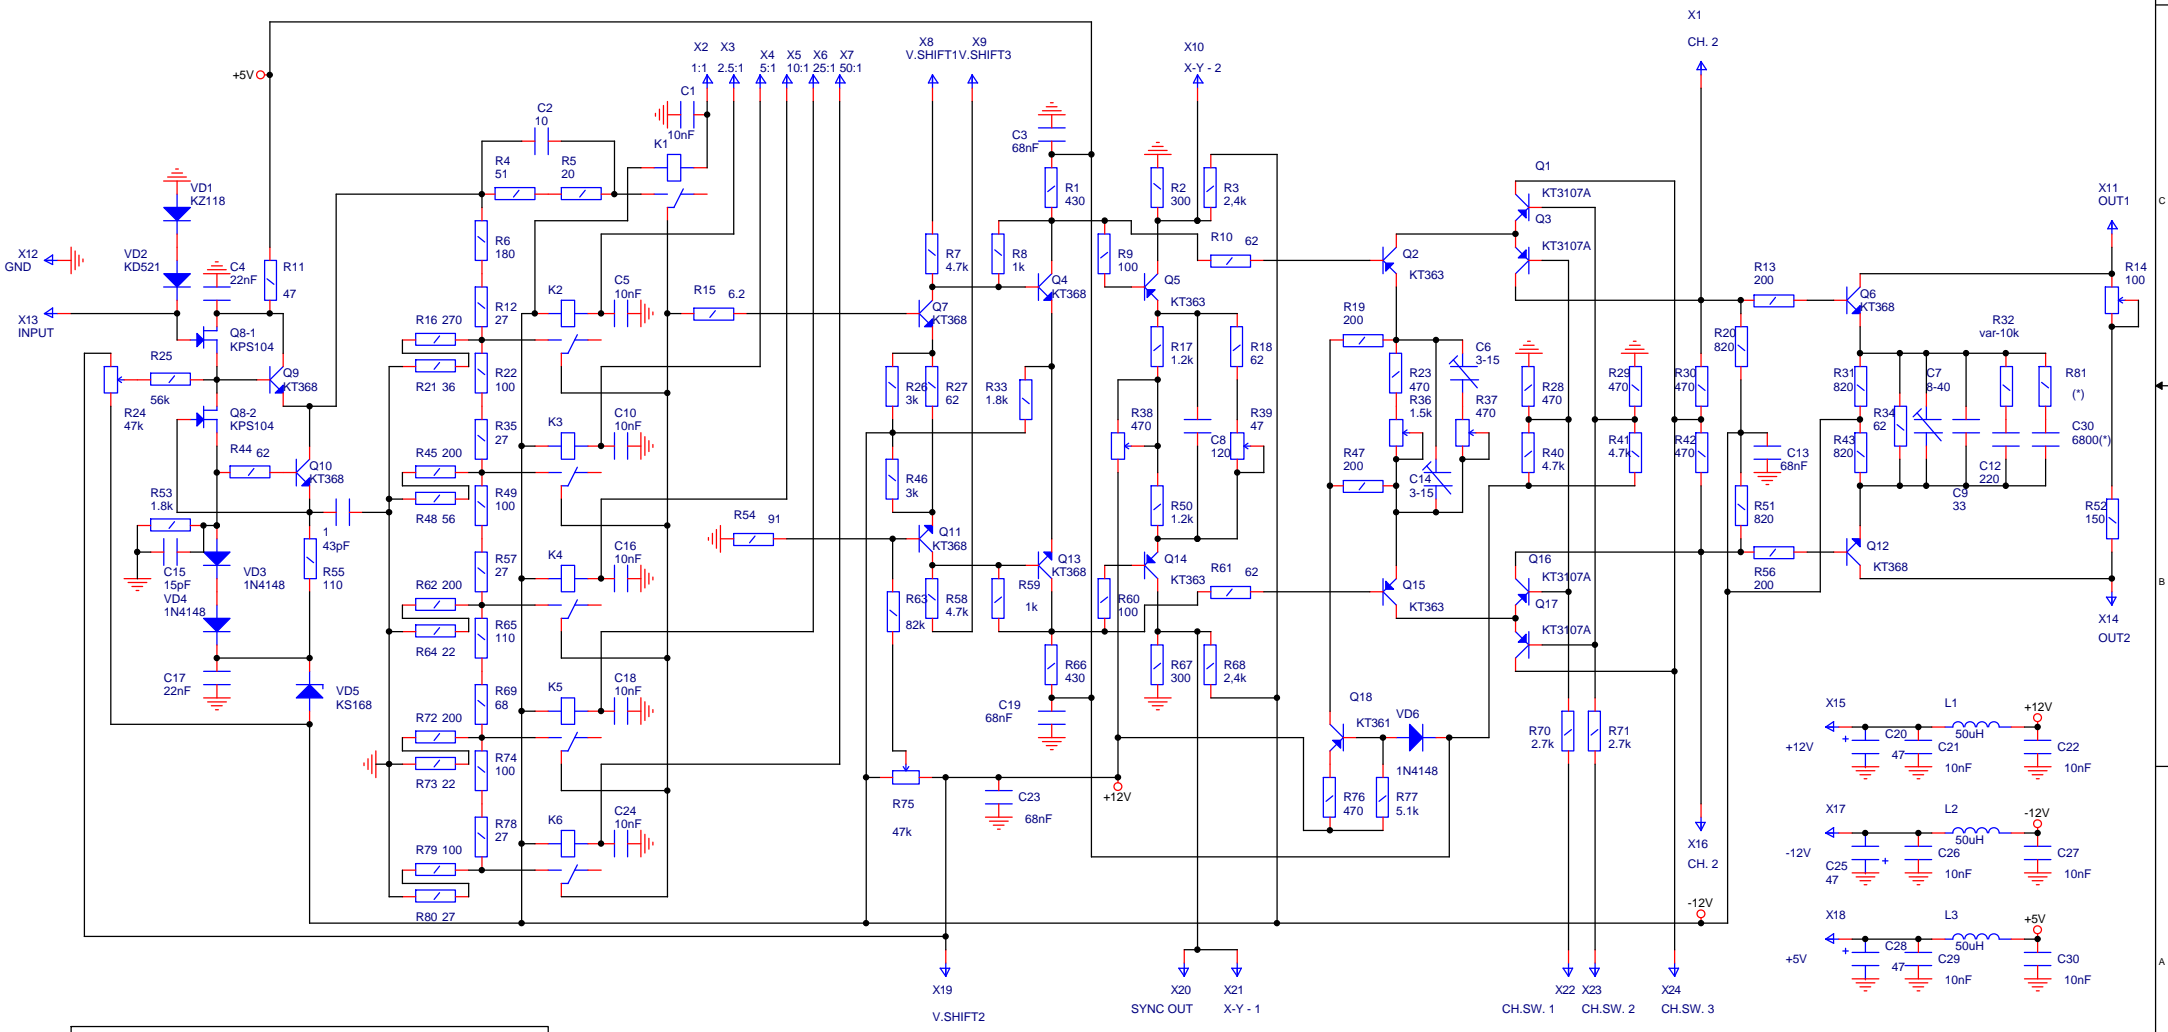 X1
CH. 2
X2 X3 X4 X5 X6 X7
1:1 2.5:1 5:1 10:1 25:1 50:1
X8 X9
V.SHIFT1 V.SHIFT3
X10
X-Y - 2
+5V
C1
10nF
K1
C2
10
R4
51
R5
20
C3
68nF
R1
430
R2
300
R3
2,4k
Q1
KT3107A
Q3
KT3107A
X11
OUT1
C
VD1
KZ118
VD2
KD521
X12
GND
X13
INPUT
C4
22nF
R11
47
R6
180
R7
4.7k
R8
1k
R9
100
R10 62
Q2
KT363
Q4
KT368
Q5
KT363
R13
200
R14
100
Q6
KT368
Q8-1
KPS104
R12
27
K2
C5
10nF
R15 6.2
Q7
KT368
R16 270
R21 36
R22
100
R17
1.2k
R18
62
R19
200
R20
820
R32
var-10k
C6
3-15
R23
470
R36
1.5k
R37
470
R28
470
R29
470
R30
470
R31
820
R34
62
C7
8-40
R81
(*)
C30
6800(*)
R25
56k
R24
47k
Q9
KT368
Q8-2
KPS104
R26
3k
R27
62
R33
1.8k
R35
27
K3
C10
10nF
R38
470
C8
120
R39
47
R40
4.7k
R41
4.7k
R42
470
R43
820
C13
68nF
C12
220
C9
33
R44 62
Q10
KT368
R45 200
R48 56
R49
100
R46
3k
R47
200
C14
3-15
R50
1.2k
R51
820
R52
150
R53
1.8k
1
43pF
R54 91
Q11
KT368
Q13
KT368
Q14
KT363
Q12
KT368
C15
15pF
VD4
1N4148
VD3
1N4148
R55
110
R57
27
K4
C16
10nF
R62 200
R64 22
R65
110
R63
82k
R58
4.7k
R59
1k
R60
100
R61 62
Q15
KT363
Q16
KT3107A
Q17
KT3107A
R56
200
B
X14
OUT2
C17
22nF
VD5
KS168
R69
68
K5
C18
10nF
R66
430
R67
300
R68
2,4k
C19
68nF
Q18
KT361
VD6
1N4148
R70
2.7k
R71
2.7k
R72 200
R73 22
R74
100
R75
47k
C23
68nF
+12V
R76
470
R77
5.1k
R78
27
K6
C24
10nF
R79 100
R80 27
X16
CH. 2
-12V
X15
+12V
+
C20
47
C21
10nF
L1
50uH
+12V
C22
10nF
X17
-12V
C25
47
+
C26
10nF
L2
50uH
-12V
C27
10nF
X18
+5V
+
C28
47
C29
10nF
L3
50uH
+5V
C30
10nF
A
X19
V.SHIFT2
X20
SYNC OUT
X21
X-Y - 1
X22
CH.SW. 1
X23
CH.SW. 2
X24
CH.SW. 3